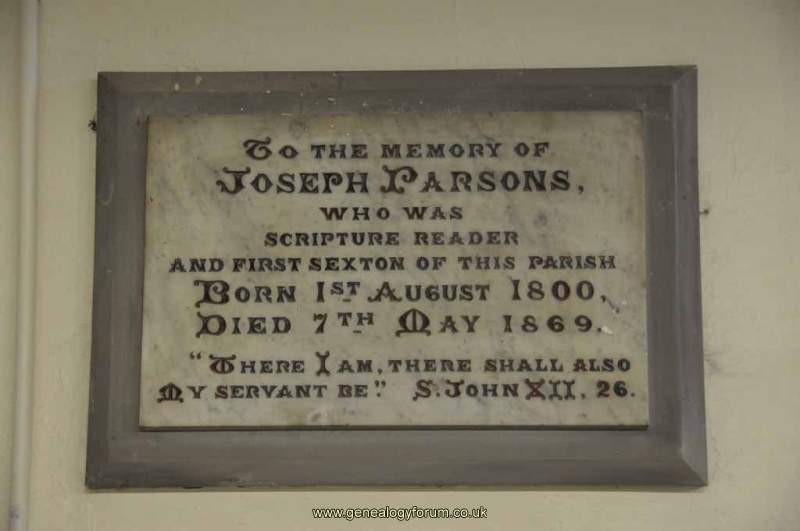 To the memory of
Joseph Parsons,
who was
scripture reader
and first sexton of this parish
Born 1st August 1800,
Died 7th May 1869.
"There I am, there shall also
My servant be". S. John XII, 26.
www.genealogyforum.co.uk